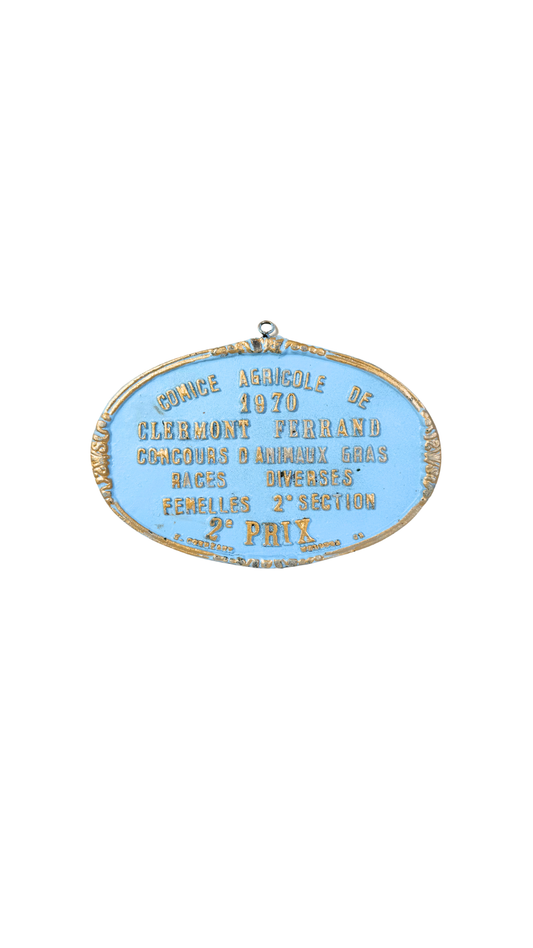 COMICE AGRICOLE DE
1970
CLERMONT FERRAND
CONCOURS D ANIMAUX GRAS
RACES DIVERSES
FEMELLES 2e SECTION
2e PRIX